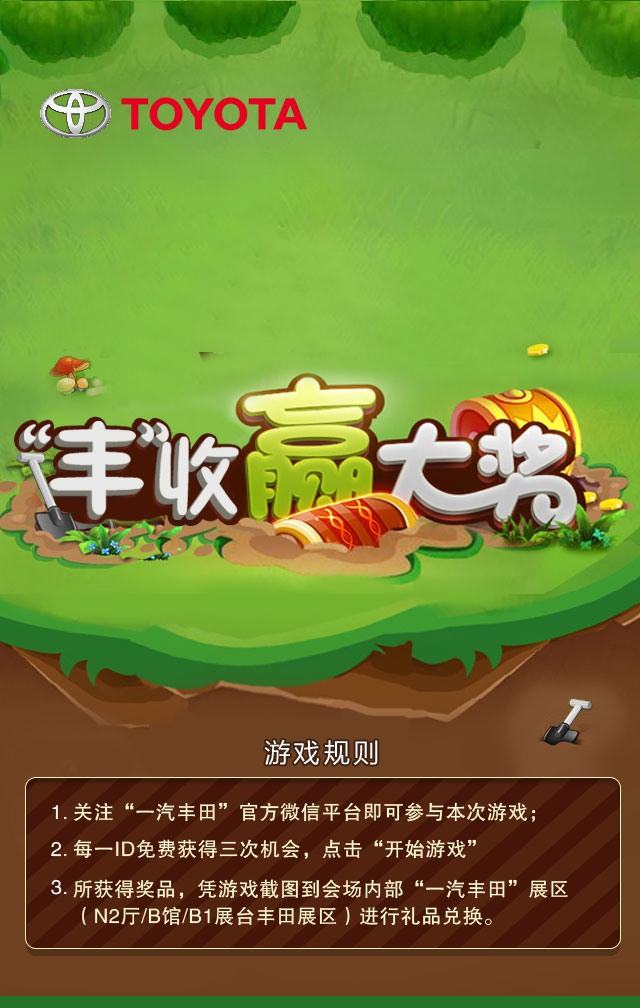 TOYOTA
“丰”收赢大奖
游戏规则
1. 关注“一汽丰田”官方微信平台即可参与本次游戏；
2. 每一ID免费获得三次机会，点击“开始游戏”
3. 所获得奖品，凭游戏截图到会场内部“一汽丰田”展区
（N2厅/B馆/B1展台丰田展区）进行礼品兑换。